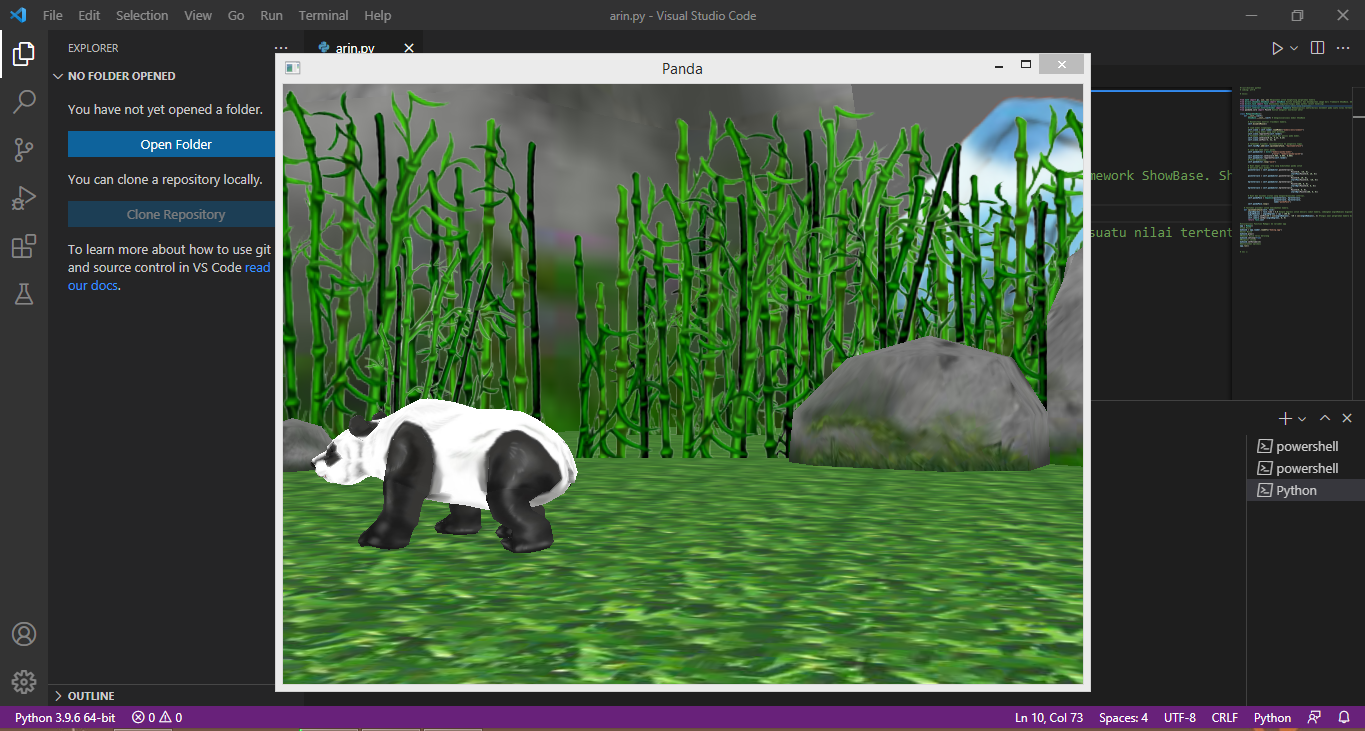 File Edit Selection View Go Run Terminal Help
arin.py - Visual Studio Code
EXPLORER
arin.py
Panda
NO FOLDER OPENED
You have not yet opened a folder.
Open Folder
You can clone a repository locally.
Clone Repository
To learn more about how to use git
and source control in VS Code read
our docs.
mework ShowBase. Sh
suatu nilai tertent
powershell
powershell
Python
OUTLINE
Python 3.9.6 64-bit 0 0
Ln 10, Col 73 Spaces: 4 UTF-8 CRLF Python